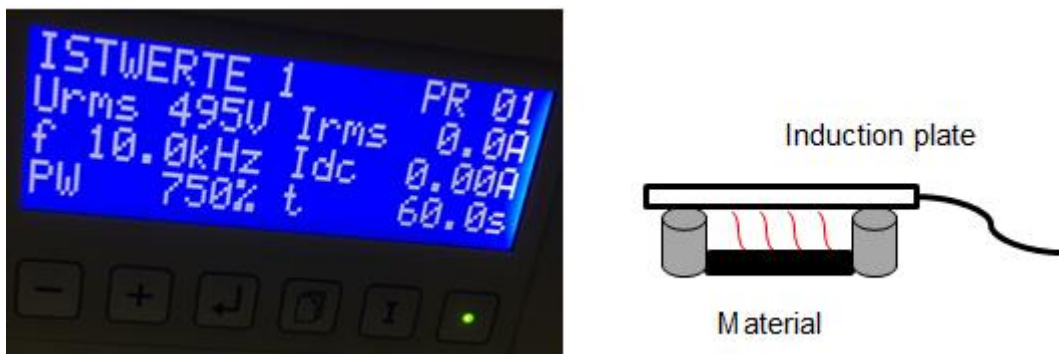 ISTWERTE 1 PR 01
Urms 495V Irms 0.0A
f 10.0kHz Idc 0.00A
PW 750% t 60.0s
- + I
Induction plate
Material